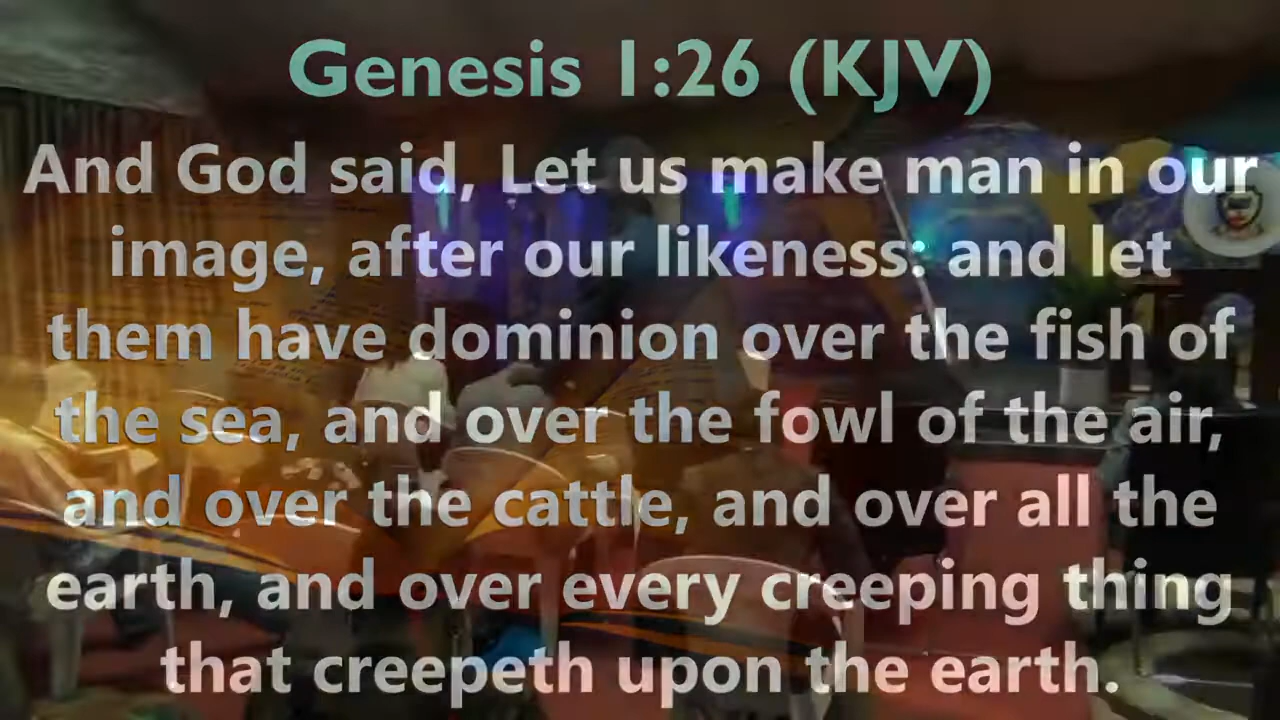 Genesis 1:26 (KJV)
And God said, Let us make man in our
image, after our likeness: and let
them have dominion over the fish of
the sea, and over the fowl of the air,
and over the cattle, and over all the
earth, and over every creeping thing
that creepeth upon the earth.